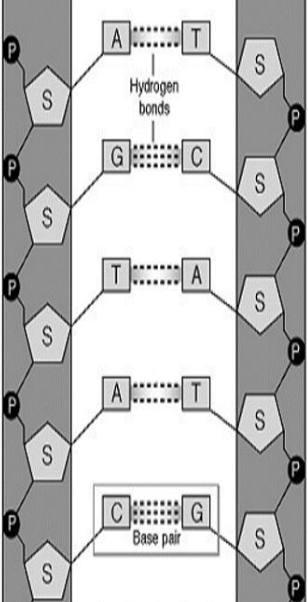 A T
P S S
Hydrogen
bonds
P
P G C
S S
P
P T A
S S
P
P A T
S S
P
P C G
Base pair
S S
P